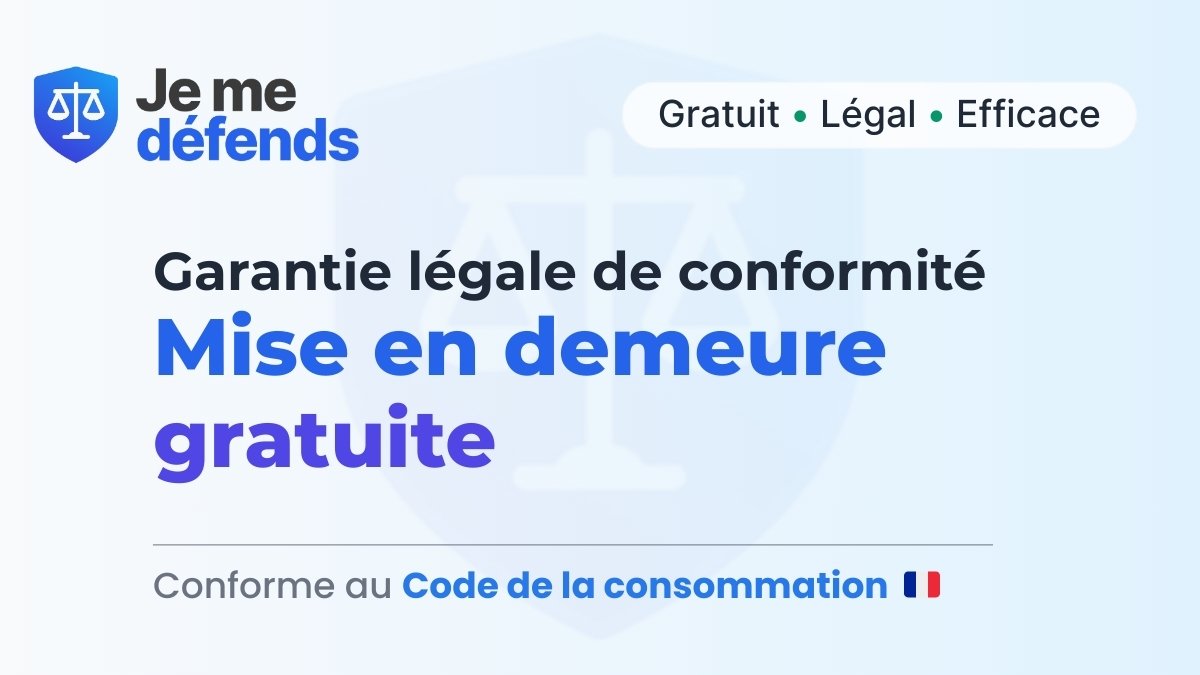 Je me
défends
Gratuit • Légal • Efficace
Garantie légale de conformité
Mise en demeure
gratuite
Conforme au Code de la consommation 🇫🇷